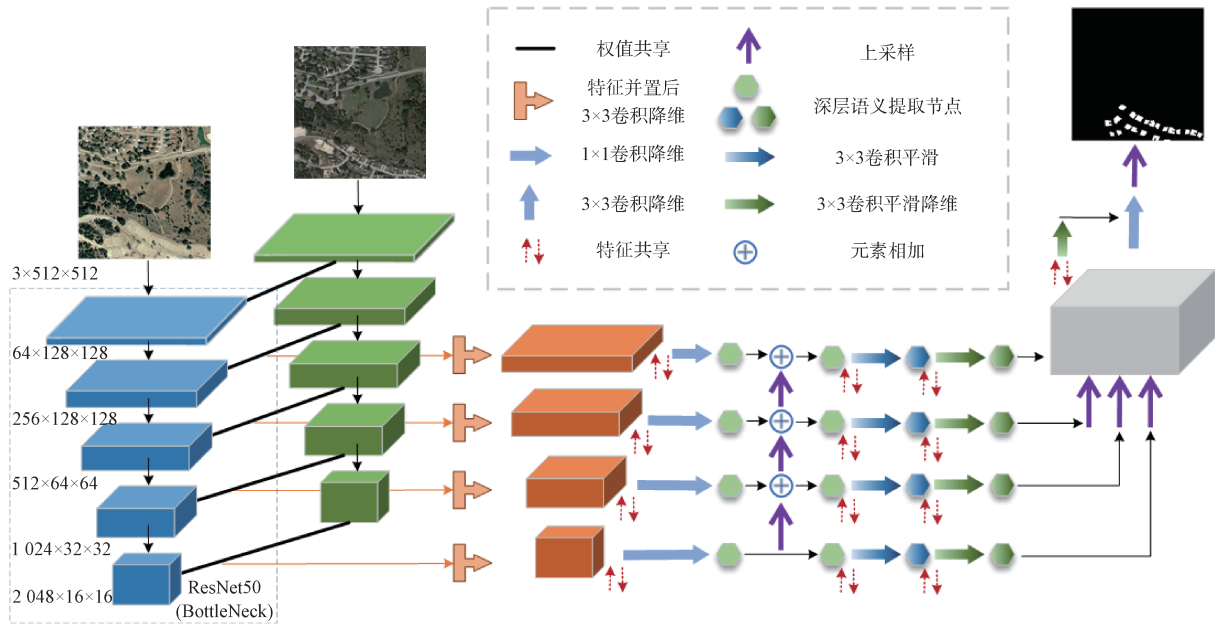 权值共享
上采样
特征并置后
3×3卷积降维
深层语义提取节点
1×1卷积降维
3×3卷积平滑
3×3卷积降维
3×3卷积平滑降维
特征共享
元素相加
3×512×512
64×128×128
256×128×128
512×64×64
1 024×32×32
2 048×16×16
ResNet50
(BottleNeck)